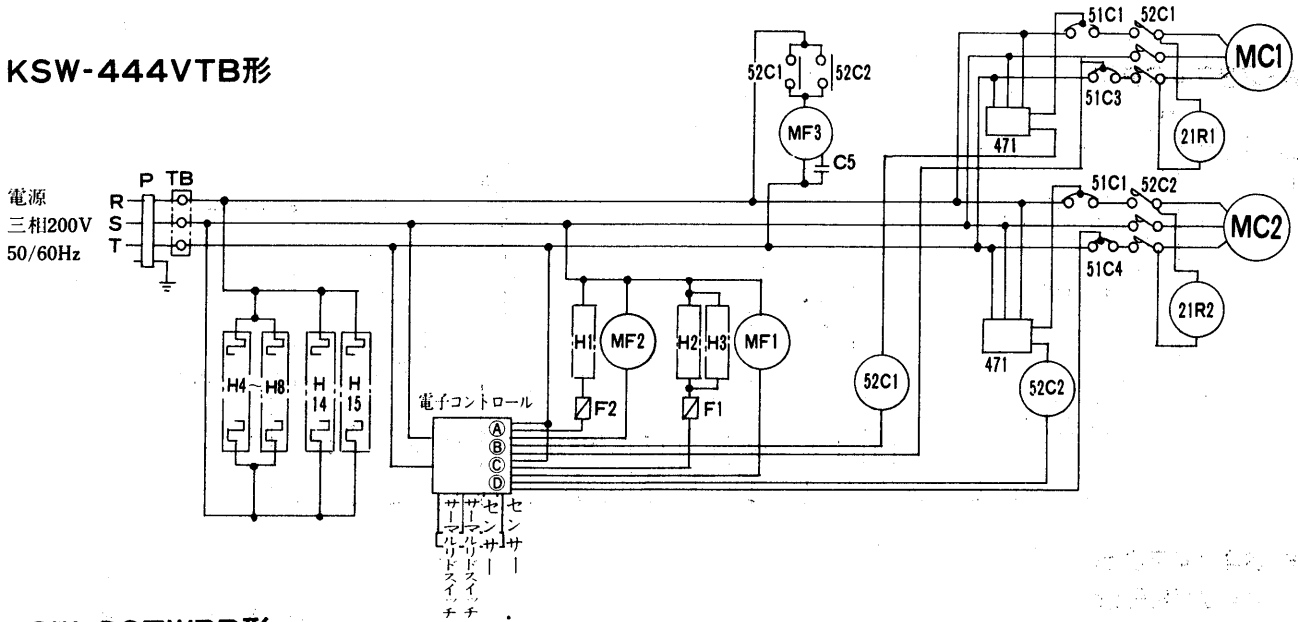 KSW-444VTB形
51C1 52C1
MC1
52C1 52C2
51C3
MF3
471
21R1
C5
P TB
51C1 52C2
電源
R
三相200V
S
50/60Hz
T
MC2
51C4
21R2
H1
MF2
H2
H3
MF1
471
H4～H8
H14
H15
52C1
52C2
電子コントロール
F2
F1
A
B
C
D
サーマルリードスイッチ
サーマルリードスイッチ
センサー
センサー